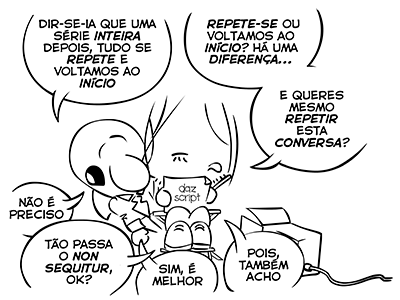 DIR-SE-IA QUE UMA
SÉRIE INTEIRA
DEPOIS, TUDO SE
REPETE E
VOLTAMOS AO
INÍCIO
REPETE-SE OU
VOLTAMOS AO
INÍCIO? HÁ UMA
DIFERENÇA...
E QUERES
MESMO
REPETIR
ESTA
CONVERSA?
daz
script
NÃO É
PRECISO
TÃO PASSA
O NON
SEQUITUR,
OK?
SIM, É
MELHOR
POIS,
TAMBÉM
ACHO